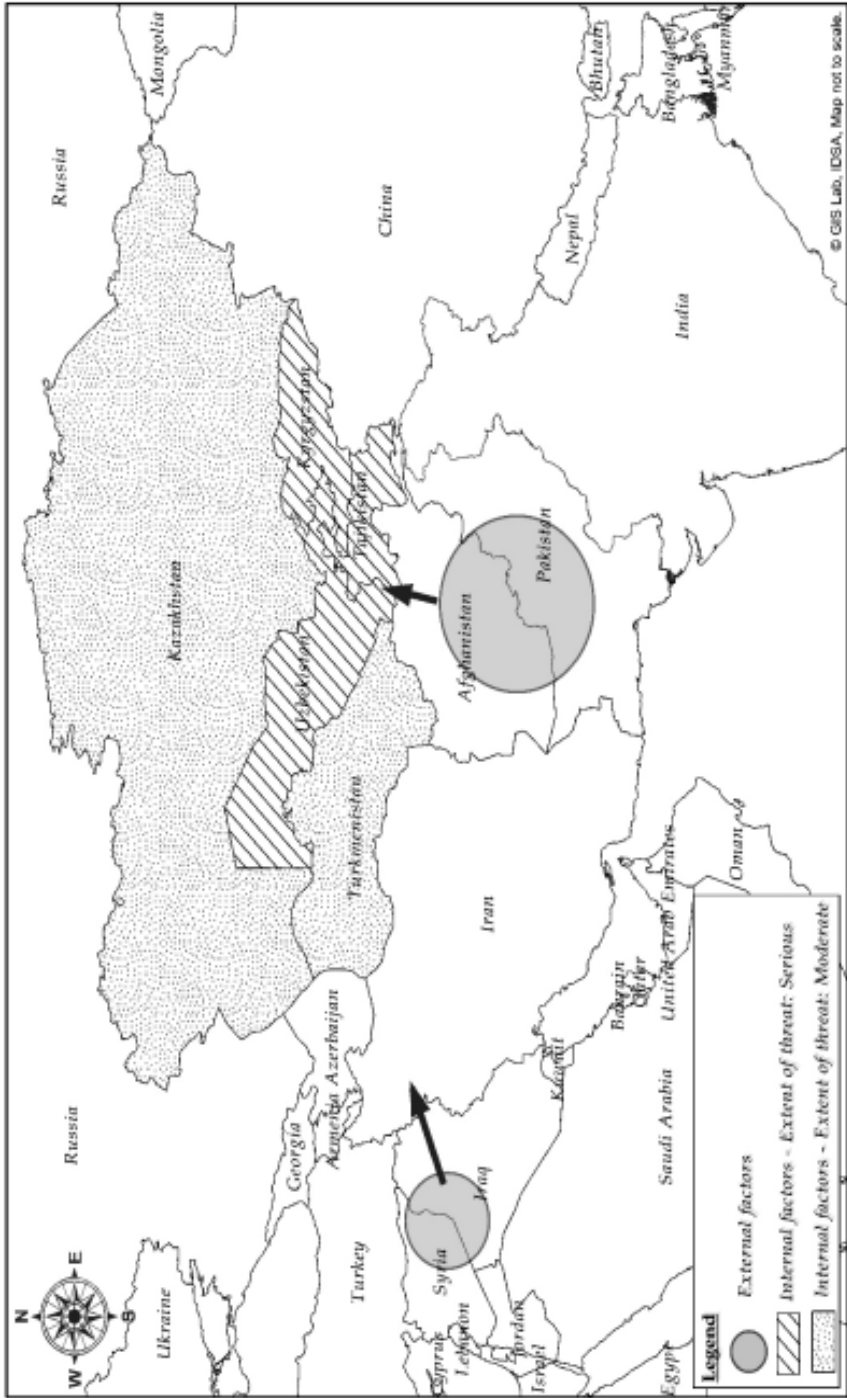 N
W
E
S
Ukraine
Russia
Russia
Mongolia
Kazakhstan
Georgia
Armenia
Azerbaijan
Turkmenistan
Uzbekistan
Kyrgyzstan
Tajikistan
China
Turkey
Cyprus
Syria
Lebanon
Iraq
Iran
Afghanistan
Pakistan
Nepal
Bhutan
Israel
Jordan
Kuwait
Bahrain
Qatar
India
Bangladesh
Myanmar
Egypt
Saudi Arabia
United Arab Emirates
Oman
Legend
External factors
Internal factors - Extent of threat: Serious
Internal factors - Extent of threat: Moderate
© GIS Lab, IDSA, Map not to scale.